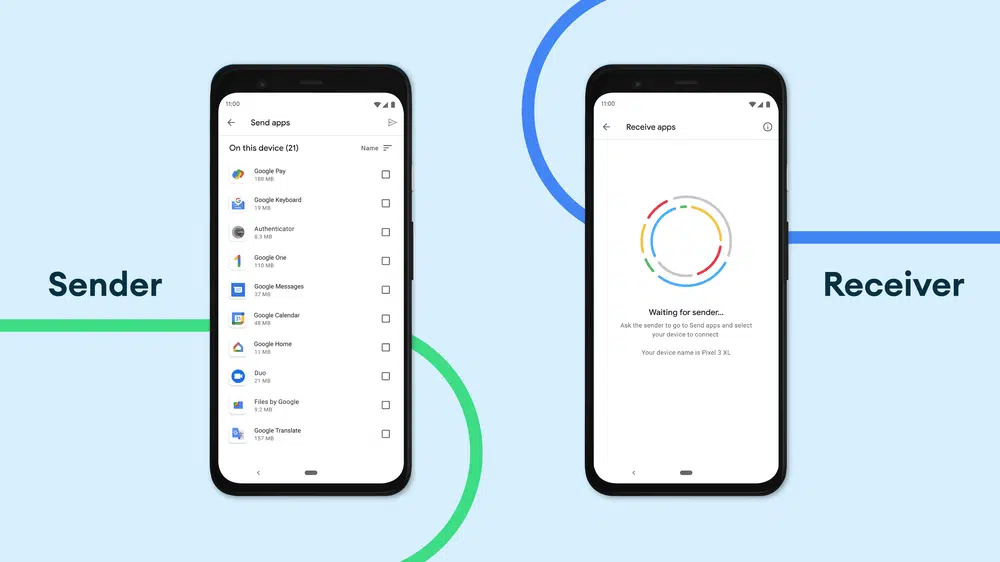 Sender
11:00
Send apps
On this device (21)
Name
Google Pay
188 MB
Google Keyboard
19 MB
Authenticator
8.3 MB
Google One
110 MB
Google Messages
37 MB
Google Calendar
48 MB
Google Home
11 MB
Duo
21 MB
Files by Google
9.2 MB
Google Translate
157 MB
11:00
Receive apps
Waiting for sender...
Ask the sender to go to Send apps and select
your device to connect
Your device name is Pixel 3 XL
Receiver